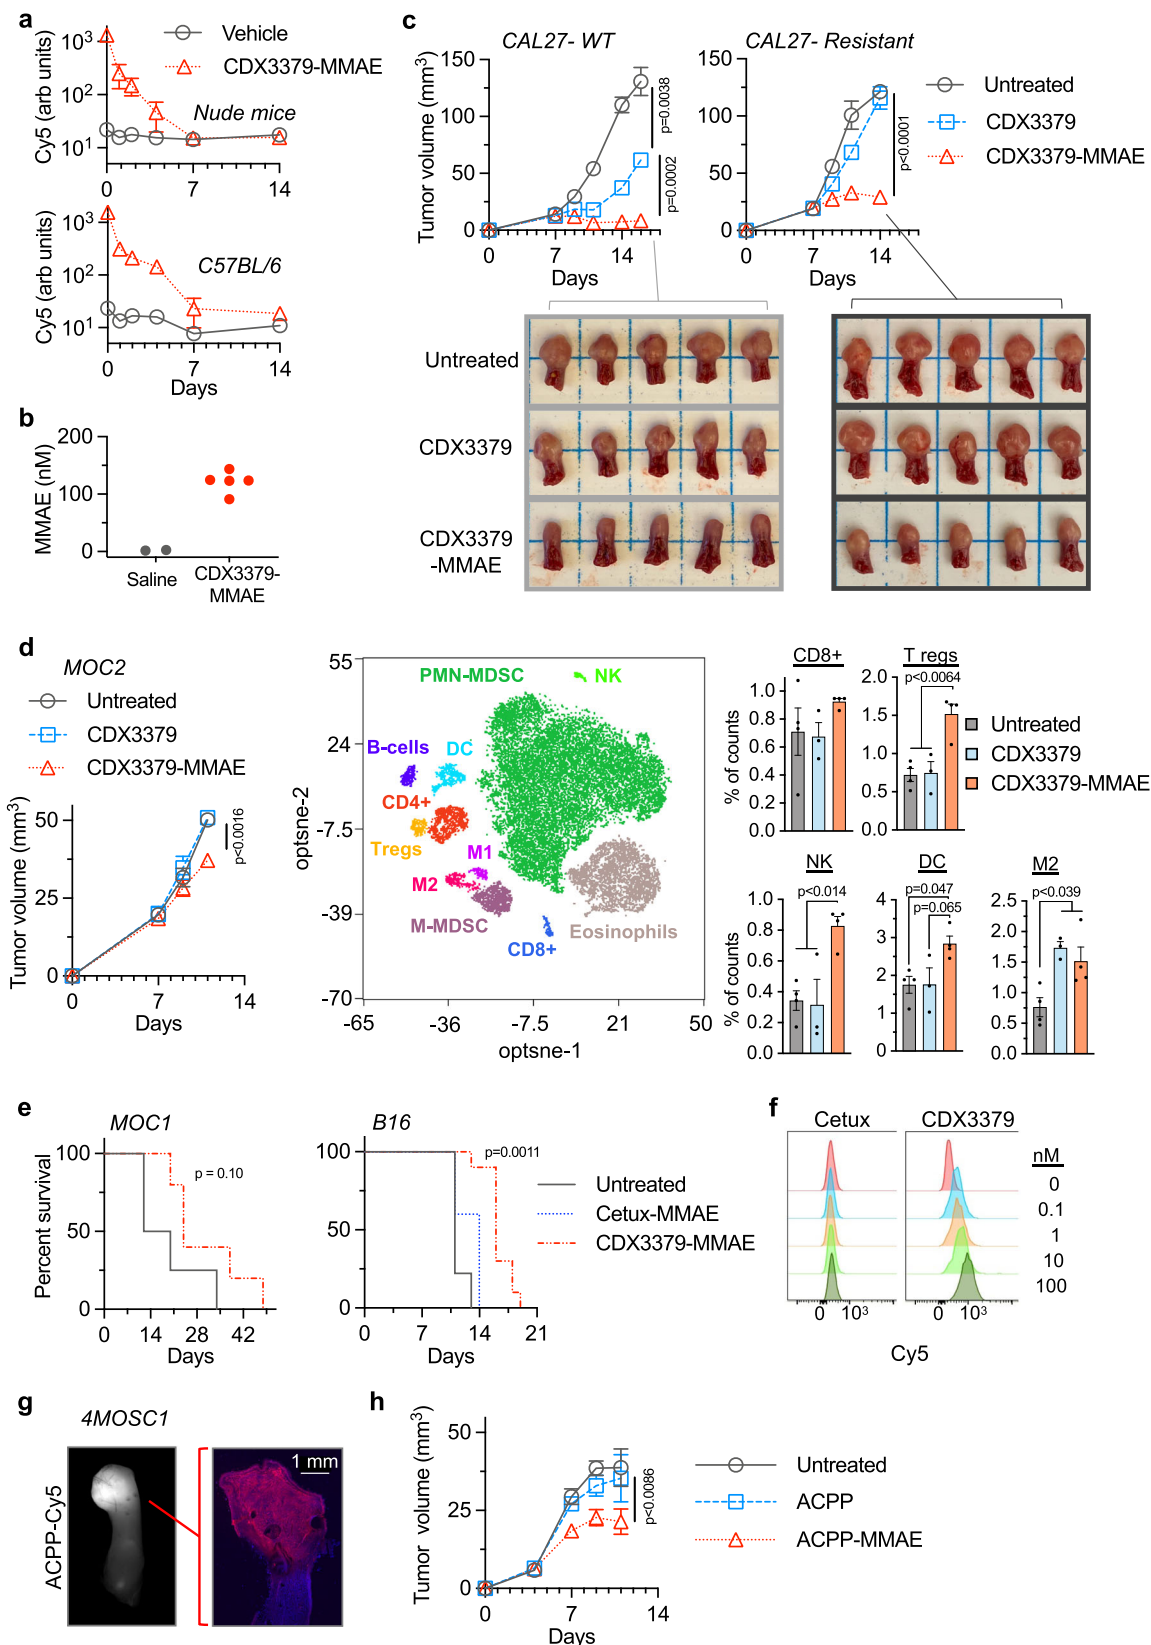 a
Vehicle
CDX3379-MMAE
Cy5 (arb units)
10³
10²
10¹
Nude mice
0 7 14
Cy5 (arb units)
10³
10²
10¹
C57BL/6
0 7 14
Days
b
MMAE (nM)
200
100
0
Saline
CDX3379-
MMAE
c
CAL27- WT
Tumor volume (mm³)
150
100
50
0
p=0.0038
p=0.0002
0 7 14
Days
CAL27- Resistant
150
100
50
0
p<0.0001
0 7 14
Days
Untreated
CDX3379
CDX3379-MMAE
Untreated
CDX3379
CDX3379
-MMAE
d
MOC2
Untreated
CDX3379
CDX3379-MMAE
Tumor volume (mm³)
50
25
0
p<0.0016
0 7 14
Days
optsne-2
55
24
-7.5
-39
-70
PMN-MDSC
NK
B-cells
DC
CD4+
Tregs
M1
M2
M-MDSC
CD8+
Eosinophils
-65 -36 -7.5 21 50
optsne-1
CD8+
% of counts
1.0
0.8
0.6
0.4
0.2
0.0
T regs
p<0.0064
2.0
1.5
1.0
0.5
0.0
Untreated
CDX3379
CDX3379-MMAE
NK
p<0.014
% of counts
1.0
0.8
0.6
0.4
0.2
0.0
DC
p=0.047
p=0.065
4
3
2
1
0
M2
p<0.039
2.5
2.0
1.5
1.0
0.5
0.0
e
MOC1
Percent survival
100
50
0
p = 0.10
0 14 28 42
Days
B16
100
50
0
p=0.0011
0 7 14 21
Days
Untreated
Cetux-MMAE
CDX3379-MMAE
f
Cetux
CDX3379
nM
0
0.1
1
10
100
0 10³
0 10³
Cy5
g
4MOSC1
ACPP-Cy5
1 mm
h
Tumor volume (mm³)
50
25
0
p<0.0086
0 7 14
Days
Untreated
ACPP
ACPP-MMAE